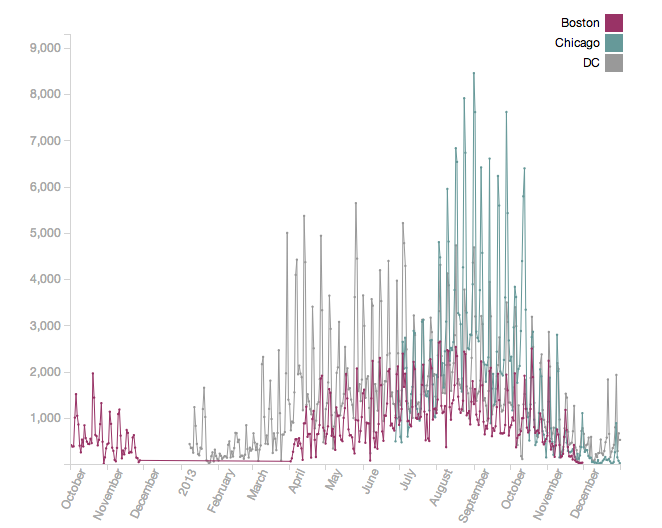 Boston
Chicago
DC
9,000
8,000
7,000
6,000
5,000
4,000
3,000
2,000
1,000
October
November
December
2013
February
March
April
May
June
July
August
September
October
November
December